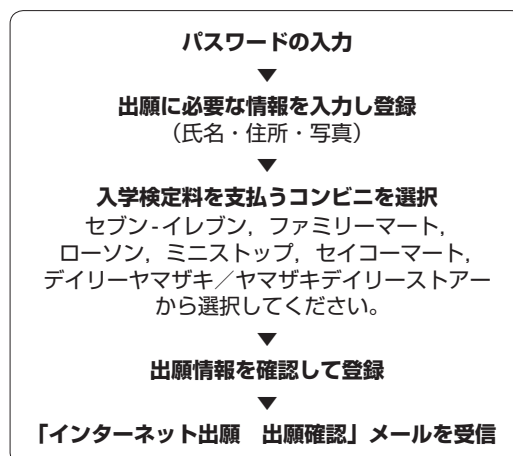 パスワードの入力
▼
出願に必要な情報を入力し登録
（氏名・住所・写真）
▼
入学検定料を支払うコンビニを選択
セブン‐イレブン，ファミリーマート，
ローソン，ミニストップ，セイコーマート，
デイリーヤマザキ／ヤマザキデイリーストアー
から選択してください。
▼
出願情報を確認して登録
▼
「インターネット出願　出願確認」メールを受信